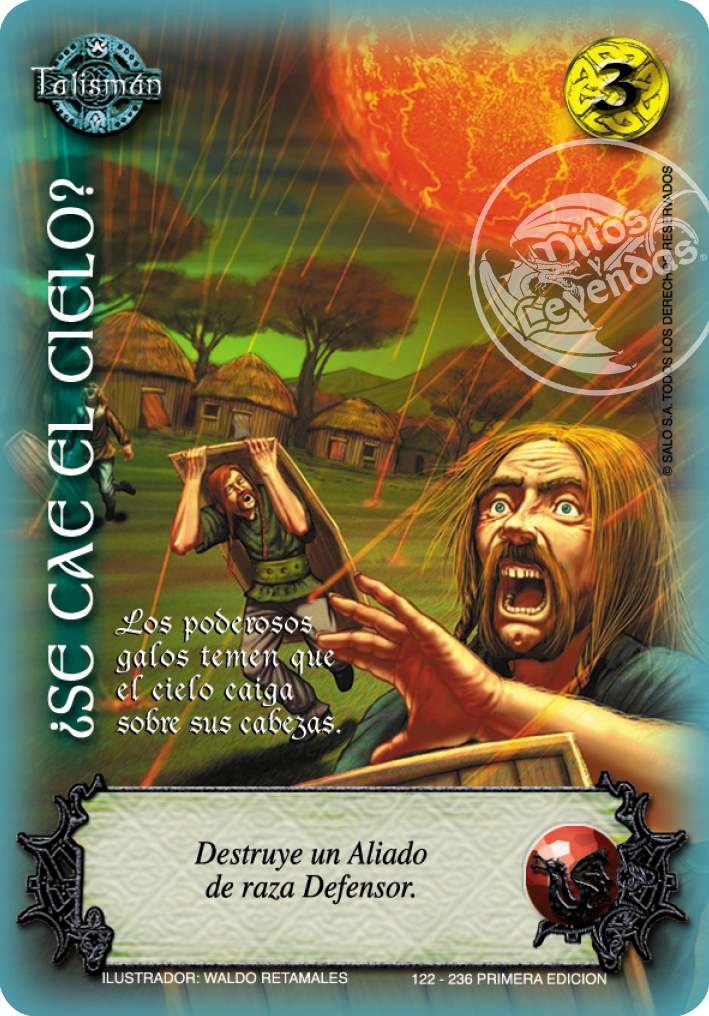 Talismán
3
¿SE CAE EL CIELO?
Mitos
y
Leyendas®
© SALO S.A. TODOS LOS DERECHOS RESERVADOS
Los poderosos
galos temen que
el cielo caiga
sobre sus cabezas.
Destruye un Aliado
de raza Defensor.
ILUSTRADOR: WALDO RETAMALES
122 - 236 PRIMERA EDICION